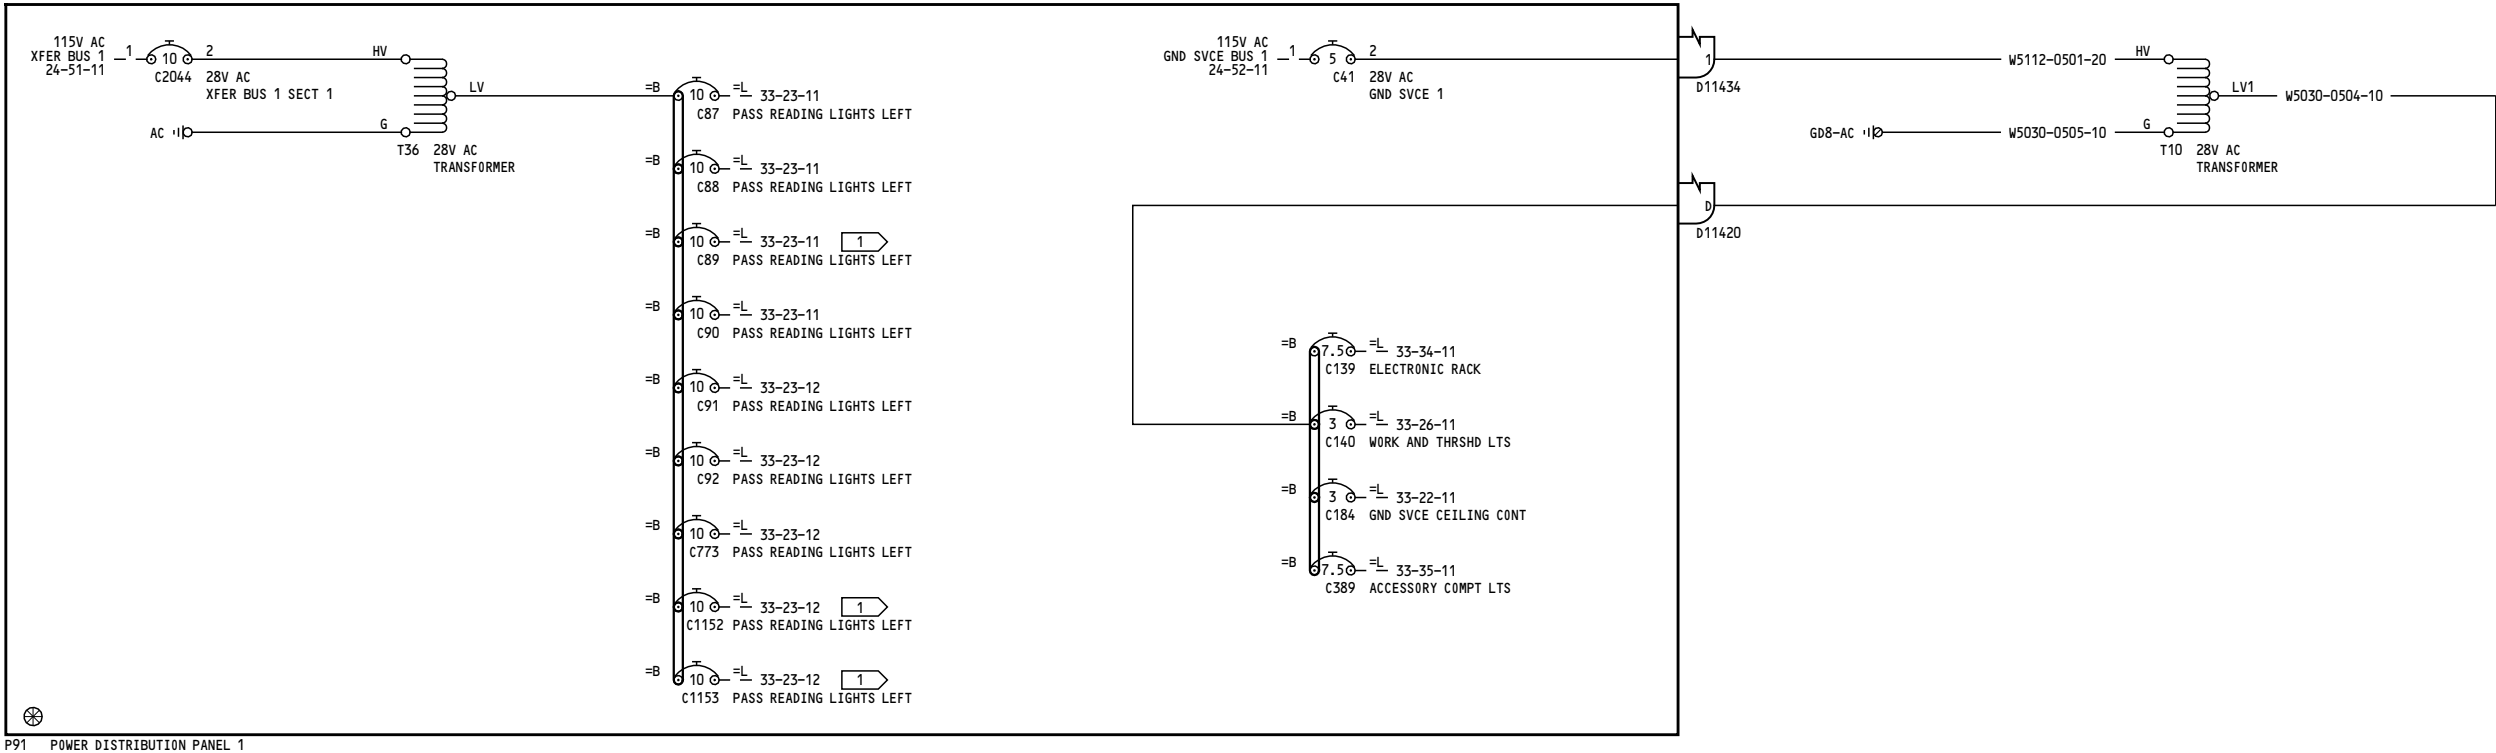 115V AC
XFER BUS 1
24-51-11
1
10
2
C2044
28V AC
XFER BUS 1 SECT 1
AC
HV
G
LV
T36
28V AC
TRANSFORMER
=B 10 =L 33-23-11
C87 PASS READING LIGHTS LEFT
=B 10 =L 33-23-11
C88 PASS READING LIGHTS LEFT
=B 10 =L 33-23-11 1
C89 PASS READING LIGHTS LEFT
=B 10 =L 33-23-11
C90 PASS READING LIGHTS LEFT
=B 10 =L 33-23-12
C91 PASS READING LIGHTS LEFT
=B 10 =L 33-23-12
C92 PASS READING LIGHTS LEFT
=B 10 =L 33-23-12
C773 PASS READING LIGHTS LEFT
=B 10 =L 33-23-12 1
C1152 PASS READING LIGHTS LEFT
=B 10 =L 33-23-12 1
C1153 PASS READING LIGHTS LEFT
115V AC
GND SVCE BUS 1
24-52-11
1
5
2
C41
28V AC
GND SVCE 1
=B 7.5 =L 33-34-11
C139 ELECTRONIC RACK
=B 3 =L 33-26-11
C140 WORK AND THRSHD LTS
=B 3 =L 33-22-11
C184 GND SVCE CEILING CONT
=B 7.5 =L 33-35-11
C389 ACCESSORY COMPT LTS
1
D11434
D
D11420
W5112-0501-20
HV
GD8-AC
W5030-0505-10
G
LV1
W5030-0504-10
T10
28V AC
TRANSFORMER
P91 POWER DISTRIBUTION PANEL 1